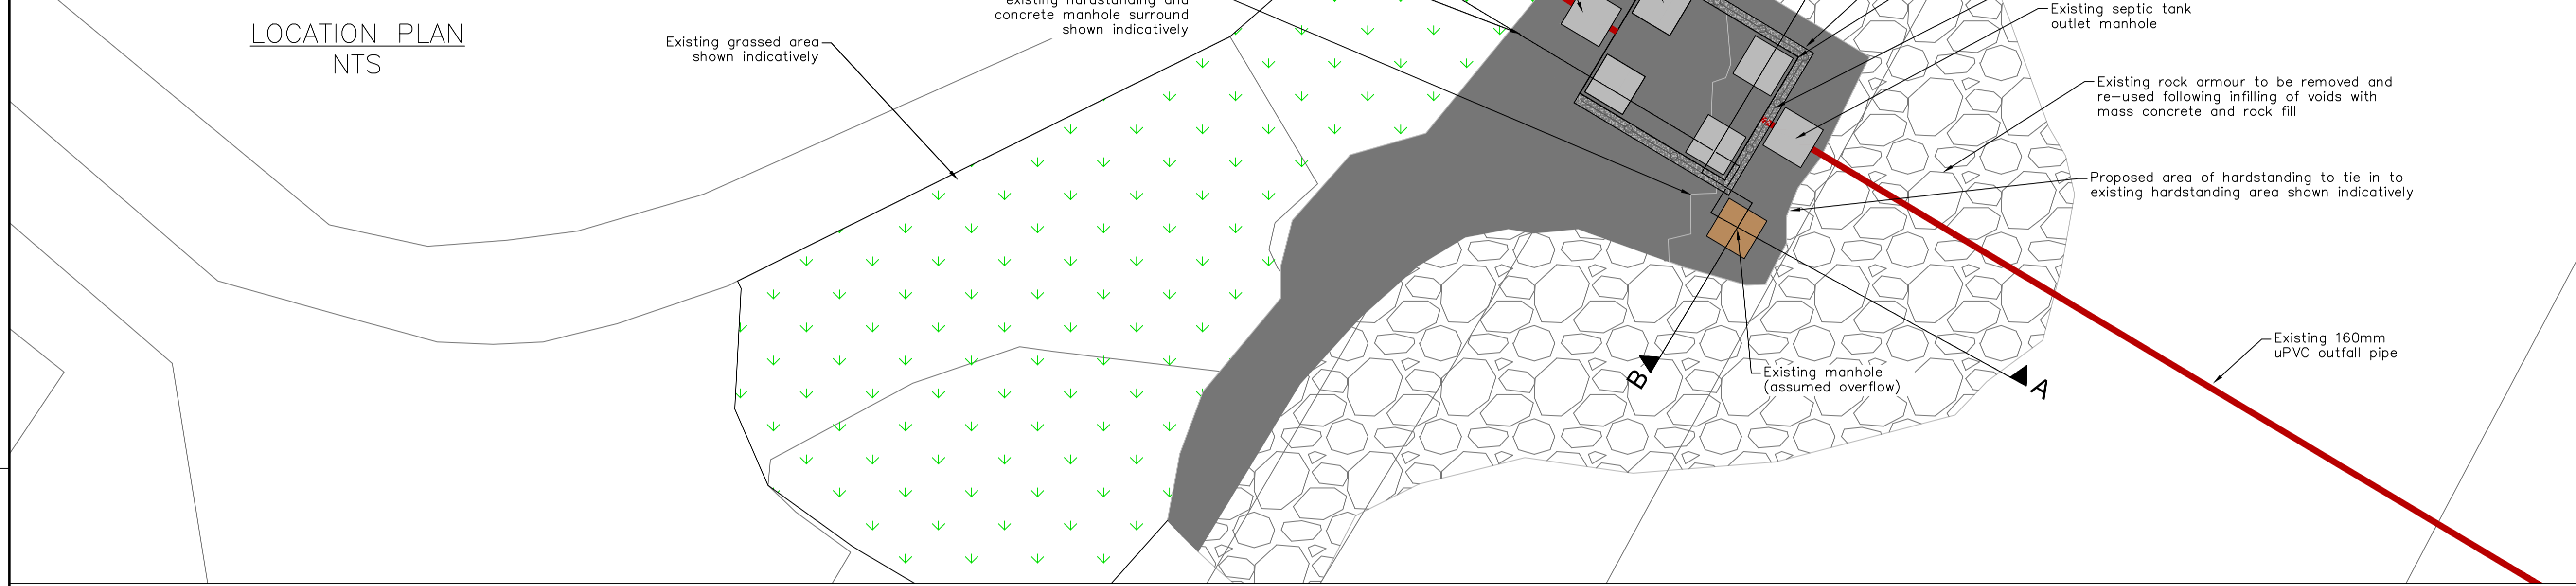 LOCATION PLAN
NTS
Existing grassed area
shown indicatively
existing hardstanding and
concrete manhole surround
shown indicatively
Existing septic tank
outlet manhole
Existing rock armour to be removed and
re-used following infilling of voids with
mass concrete and rock fill
Proposed area of hardstanding to tie in to
existing hardstanding area shown indicatively
Existing 160mm
uPVC outfall pipe
Existing manhole
(assumed overflow)
B
A